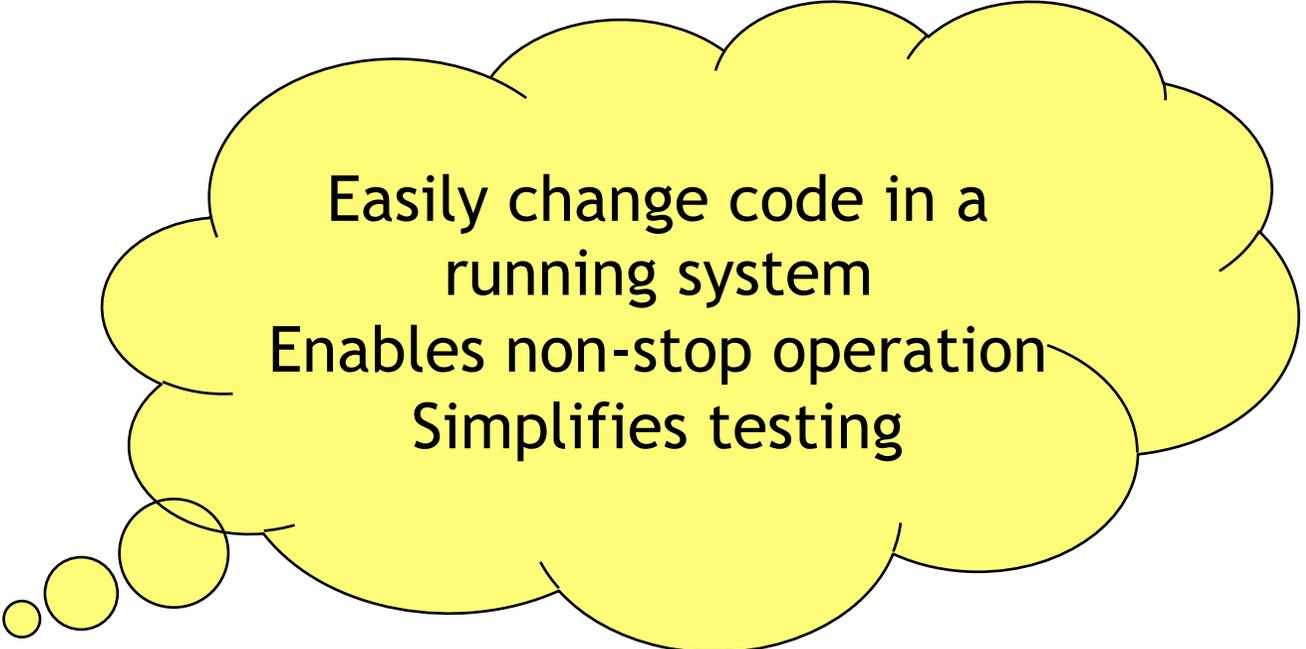 Easily change code in a
running system
Enables non-stop operation
Simplifies testing